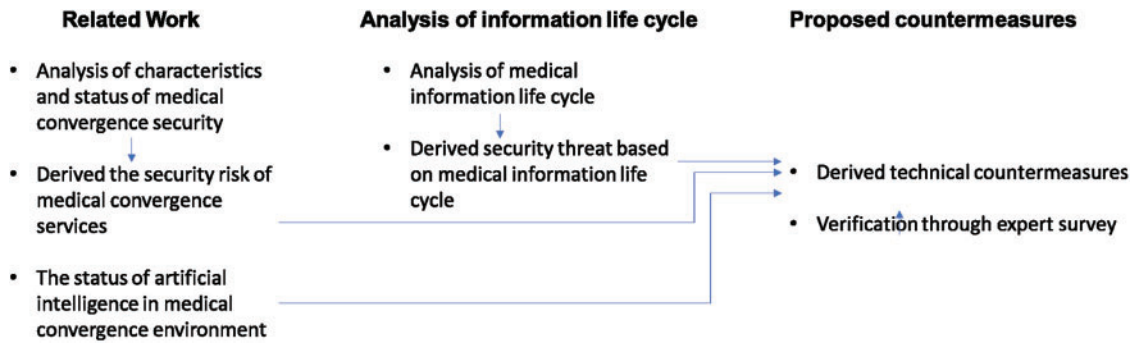 Related Work
• Analysis of characteristics
and status of medical
convergence security
• Derived the security risk of
medical convergence
services
• The status of artificial
intelligence in medical
convergence environment
Analysis of information life cycle
• Analysis of medical
information life cycle
• Derived security threat based
on medical information life
cycle
Proposed countermeasures
• Derived technical countermeasures
• Verification through expert survey